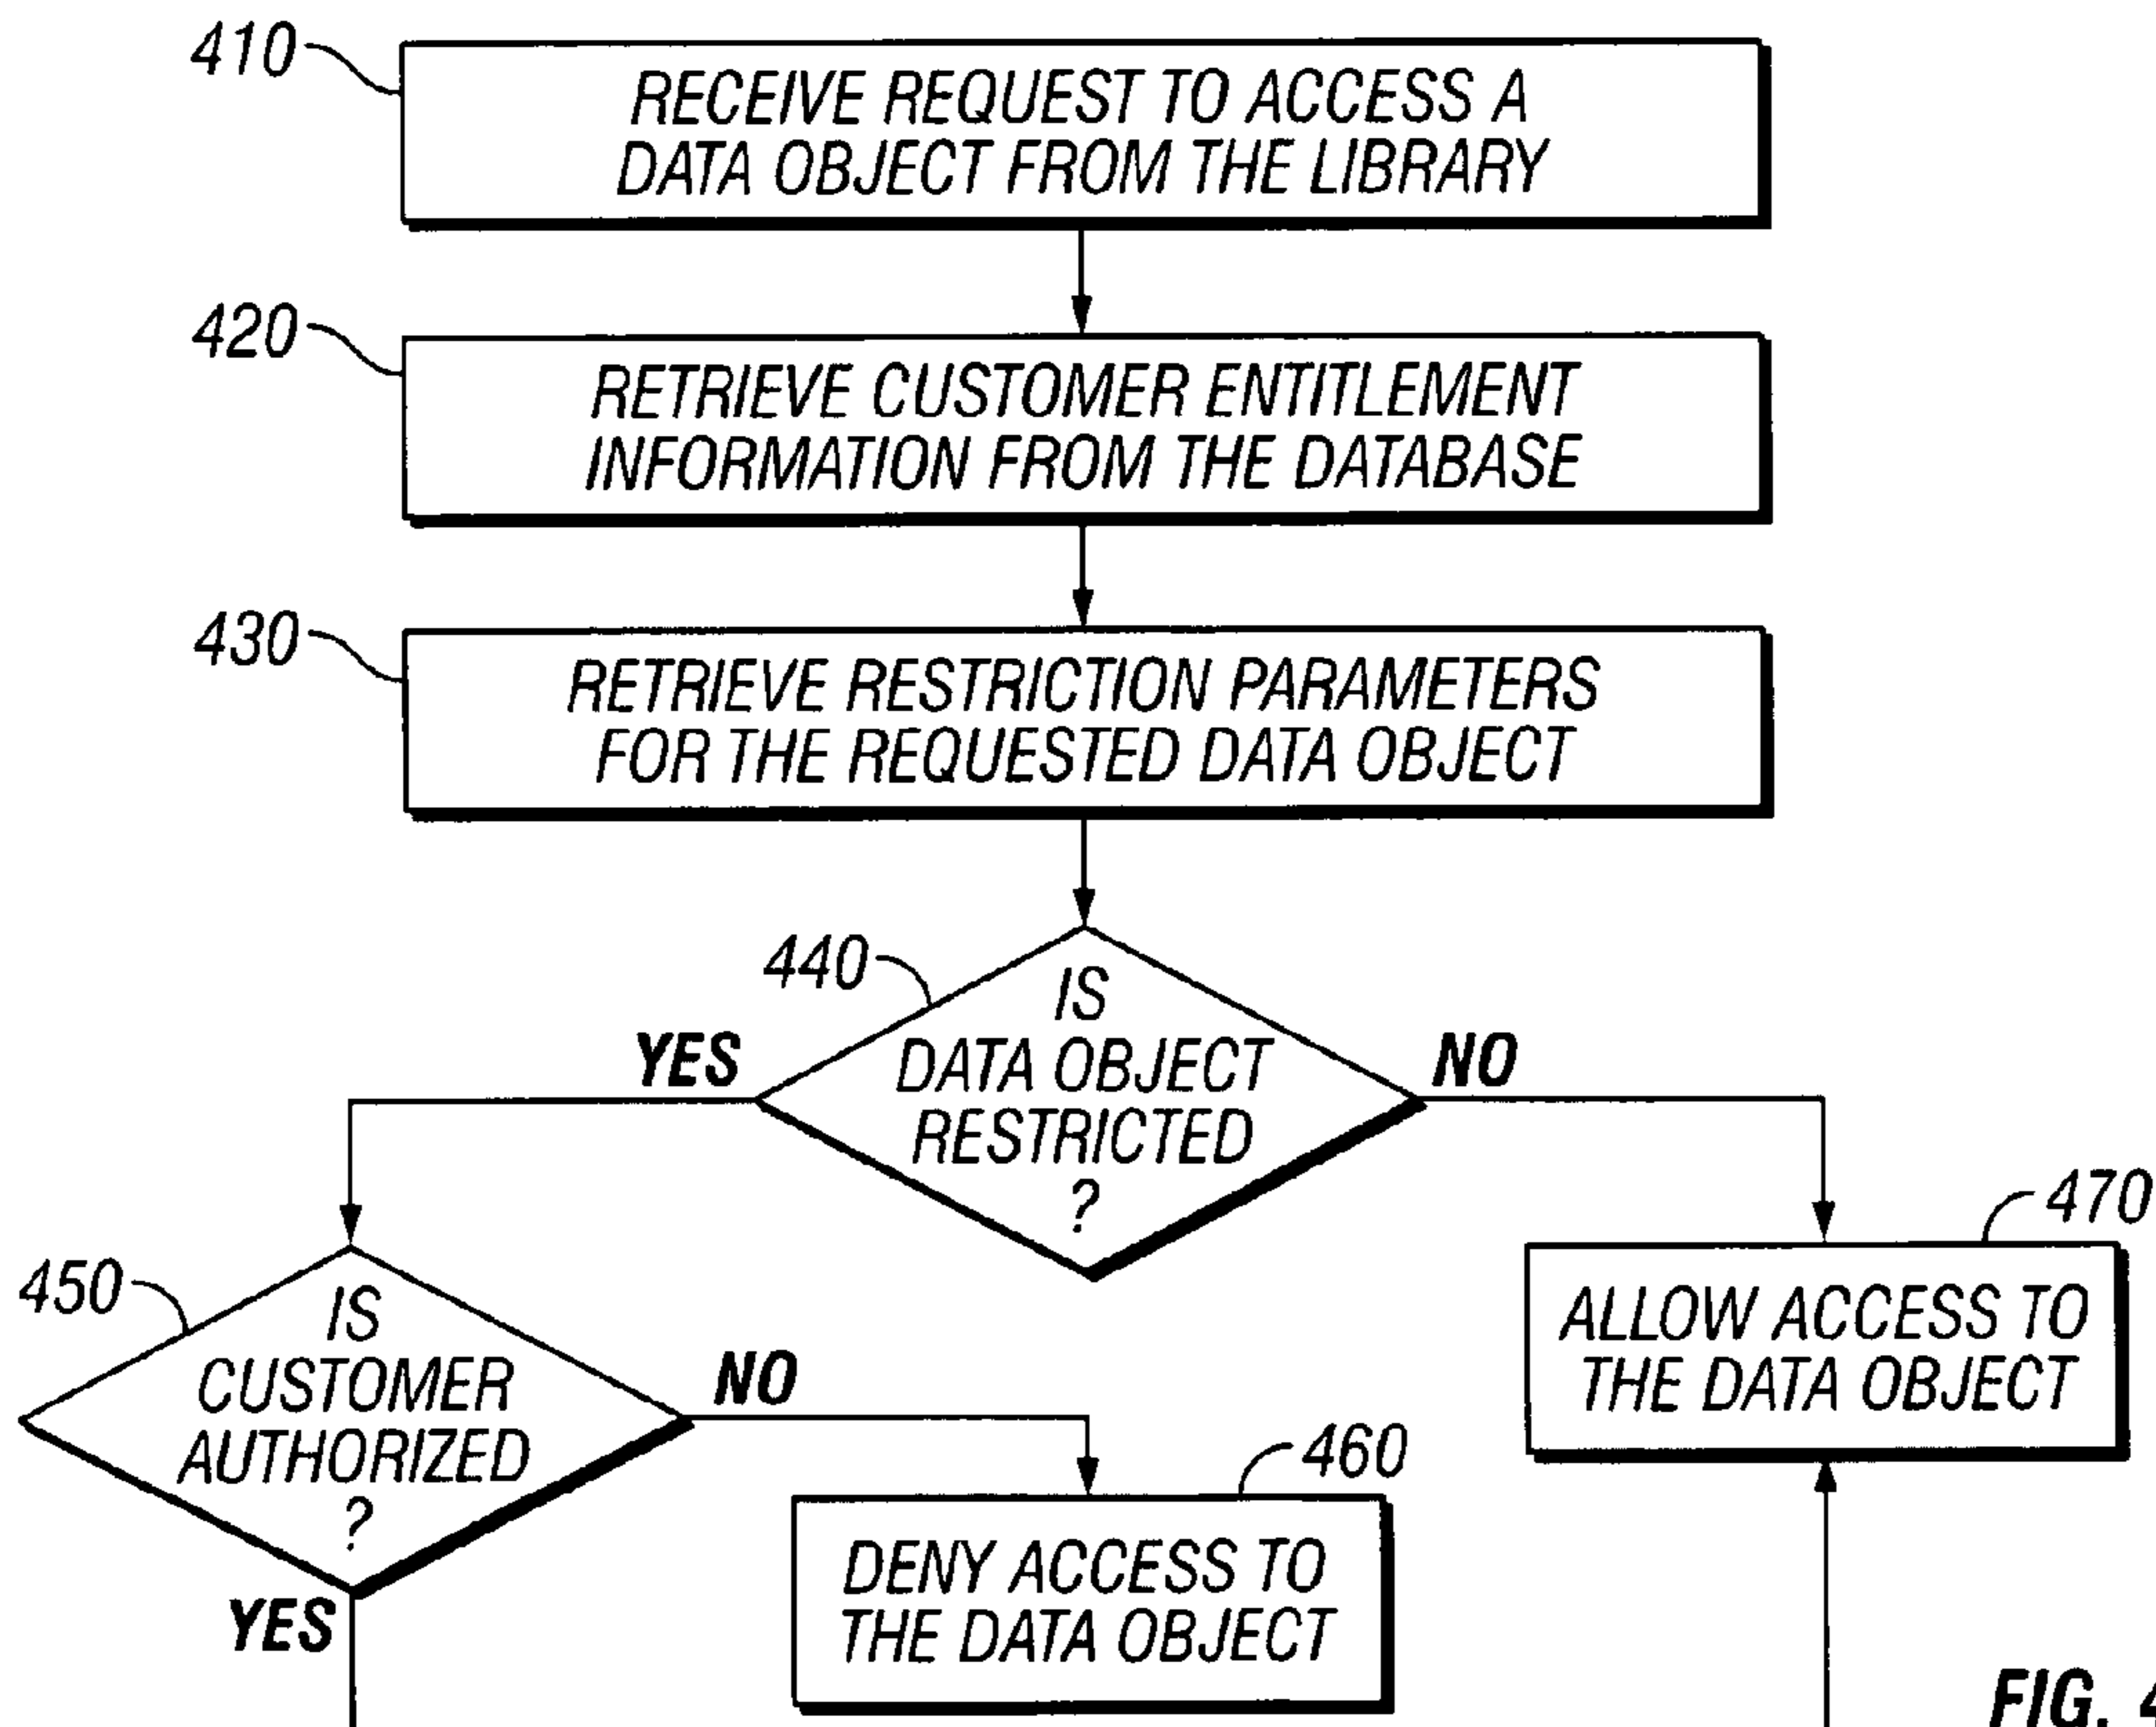 410
RECEIVE REQUEST TO ACCESS A
DATA OBJECT FROM THE LIBRARY
420
RETRIEVE CUSTOMER ENTITLEMENT
INFORMATION FROM THE DATABASE
430
RETRIEVE RESTRICTION PARAMETERS
FOR THE REQUESTED DATA OBJECT
440
IS
DATA OBJECT
RESTRICTED
?
YES
NO
470
ALLOW ACCESS TO
THE DATA OBJECT
450
IS
CUSTOMER
AUTHORIZED
?
NO
YES
460
DENY ACCESS TO
THE DATA OBJECT
FIG. 4